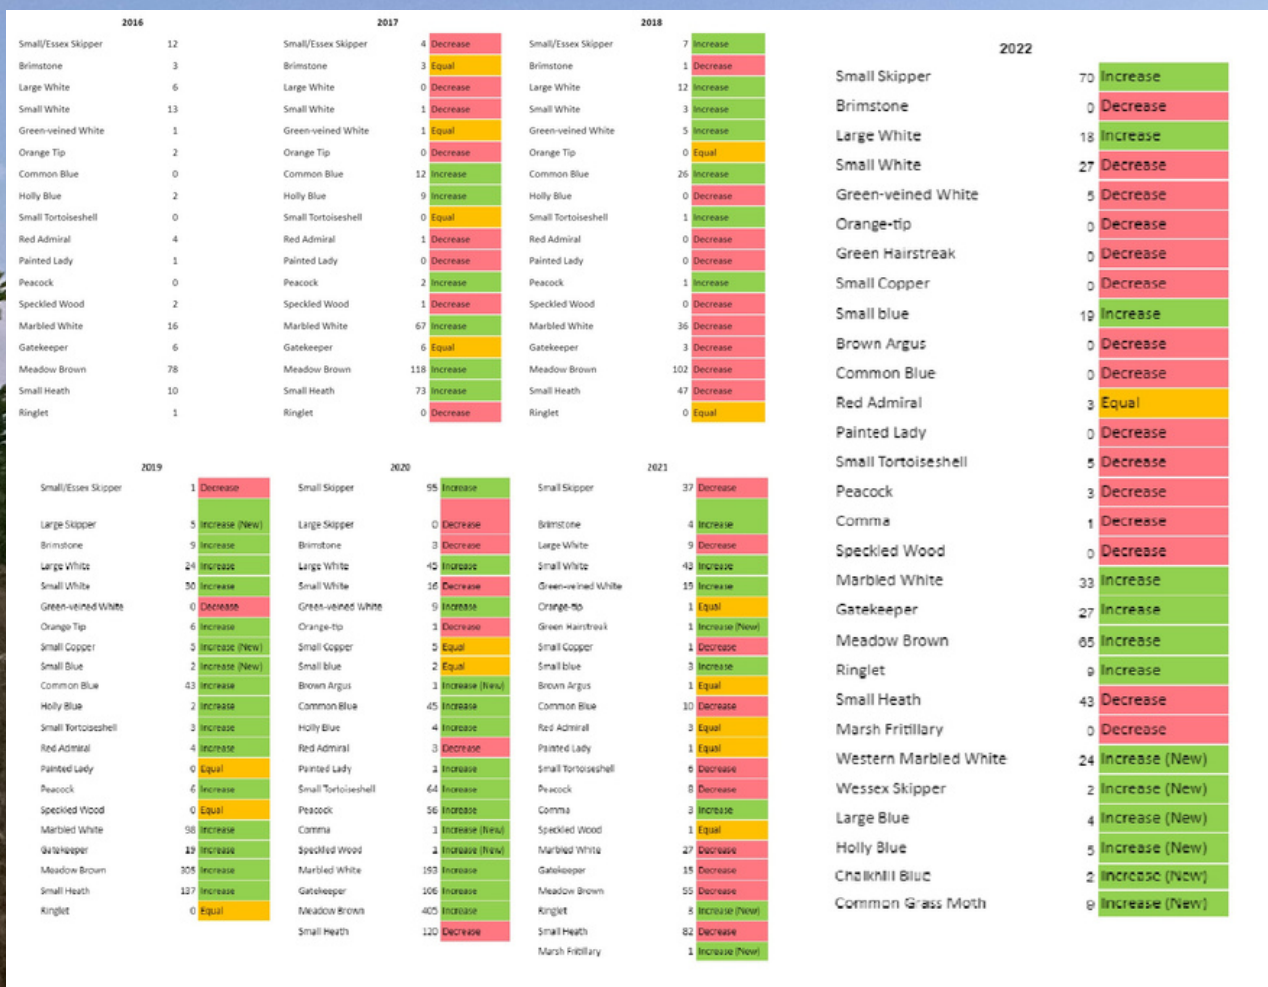 2016
Small/Essex Skipper 12
Brimstone 3
Large White 6
Small White 13
Green-veined White 1
Orange Tip 2
Common Blue 0
Holly Blue 2
Small Tortoiseshell 0
Red Admiral 4
Painted Lady 1
Peacock 0
Speckled Wood 2
Marbled White 16
Gatekeeper 6
Meadow Brown 78
Small Heath 10
Ringlet 1
2017
Small/Essex Skipper 4 Decrease
Brimstone 3 Equal
Large White 0 Decrease
Small White 1 Decrease
Green-veined White 1 Equal
Orange Tip 0 Decrease
Common Blue 12 Increase
Holly Blue 9 Increase
Small Tortoiseshell 0 Equal
Red Admiral 1 Decrease
Painted Lady 0 Decrease
Peacock 2 Increase
Speckled Wood 1 Decrease
Marbled White 67 Increase
Gatekeeper 6 Equal
Meadow Brown 118 Increase
Small Heath 73 Increase
Ringlet 0 Decrease
2018
Small/Essex Skipper 7 Increase
Brimstone 1 Decrease
Large White 12 Increase
Small White 3 Increase
Green-veined White 5 Increase
Orange Tip 0 Equal
Common Blue 26 Increase
Holly Blue 0 Decrease
Small Tortoiseshell 1 Increase
Red Admiral 0 Decrease
Painted Lady 0 Decrease
Peacock 1 Increase
Speckled Wood 0 Decrease
Marbled White 36 Decrease
Gatekeeper 3 Decrease
Meadow Brown 102 Decrease
Small Heath 47 Decrease
Ringlet 0 Equal
2019
Small/Essex Skipper 1 Decrease
Large Skipper 5 Increase (New)
Brimstone 9 Increase
Large White 24 Increase
Small White 30 Increase
Green-veined White 0 Decrease
Orange Tip 6 Increase
Small Copper 5 Increase (New)
Small Blue 2 Increase (New)
Common Blue 43 Increase
Holly Blue 2 Increase
Small Tortoiseshell 3 Increase
Red Admiral 4 Increase
Painted Lady 0 Equal
Peacock 6 Increase
Speckled Wood 0 Equal
Marbled White 98 Increase
Gatekeeper 19 Increase
Meadow Brown 305 Increase
Small Heath 137 Increase
Ringlet 0 Equal
2020
Small Skipper 95 Increase
Large Skipper 0 Decrease
Brimstone 3 Decrease
Large White 45 Increase
Small White 16 Decrease
Green-veined White 9 Increase
Orange-tip 1 Decrease
Small Copper 5 Equal
Small blue 2 Equal
Brown Argus 1 Increase (New)
Common Blue 45 Increase
Holly Blue 4 Increase
Red Admiral 3 Decrease
Painted Lady 1 Increase
Small Tortoiseshell 64 Increase
Peacock 56 Increase
Comma 1 Increase (New)
Speckled Wood 1 Increase (New)
Marbled White 193 Increase
Gatekeeper 106 Increase
Meadow Brown 405 Increase
Small Heath 120 Decrease
2021
Small Skipper 37 Decrease
Brimstone 4 Increase
Large White 9 Decrease
Small White 43 Increase
Green-veined White 15 Increase
Orange-tip 1 Equal
Green Hairstreak 1 Increase (New)
Small Copper 1 Decrease
Small blue 3 Increase
Brown Argus 1 Equal
Common Blue 10 Decrease
Red Admiral 3 Equal
Painted Lady 1 Equal
Small Tortoiseshell 6 Decrease
Peacock 8 Decrease
Comma 3 Increase
Speckled Wood 1 Equal
Marbled White 27 Decrease
Gatekeeper 15 Decrease
Meadow Brown 55 Decrease
Ringlet 3 Increase (New)
Small Heath 82 Decrease
Marsh Fritillary 1 Increase (New)
2022
Small Skipper 70 Increase
Brimstone 0 Decrease
Large White 18 Increase
Small White 27 Decrease
Green-veined White 5 Decrease
Orange-tip 0 Decrease
Green Hairstreak 0 Decrease
Small Copper 0 Decrease
Small blue 19 Increase
Brown Argus 0 Decrease
Common Blue 0 Decrease
Red Admiral 3 Equal
Painted Lady 0 Decrease
Small Tortoiseshell 5 Decrease
Peacock 3 Decrease
Comma 1 Decrease
Speckled Wood 0 Decrease
Marbled White 33 Increase
Gatekeeper 27 Increase
Meadow Brown 65 Increase
Ringlet 9 Increase
Small Heath 43 Decrease
Marsh Fritillary 0 Decrease
Western Marbled White 24 Increase (New)
Wessex Skipper 2 Increase (New)
Large Blue 4 Increase (New)
Holly Blue 5 Increase (New)
Chalkhill Blue 2 Increase (New)
Common Grass Moth 9 Increase (New)